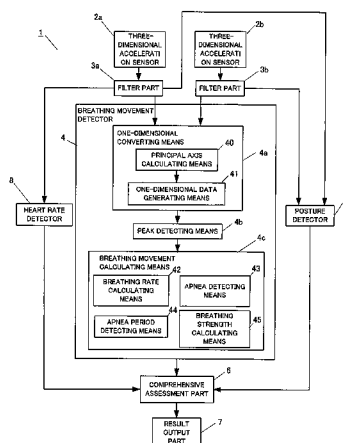 1
2a
2b
THREE-
DIMENSIONAL
ACCELERATI
ON SENSOR
THREE-
DIMENSIONAL
ACCELERATI
ON SENSOR
3a
3b
FILTER PART
FILTER PART
BREATHING MOVEMENT
DETECTOR
4
ONE-DIMENSIONAL
CONVERTING MEANS
40
4a
PRINCIPAL AXIS
CALCULATING MEANS
41
ONE-DIMENSIONAL DATA
GENERATING MEANS
8
HEART RATE
DETECTOR
POSTURE
DETECTOR
PEAK DETECTING MEANS
4b
4c
BREATHING MOVEMENT
CALCULATING MEANS
42
43
BREATHING RATE
CALCULATING
MEANS
APNEA DETECTING
MEANS
44
45
APNEA PERIOD
DETECTING MEANS
BREATHING
STRENGTH
CALCULATING
MEANS
6
COMPREHENSIVE
ASSESSMENT PART
7
RESULT
OUTPUT
PART